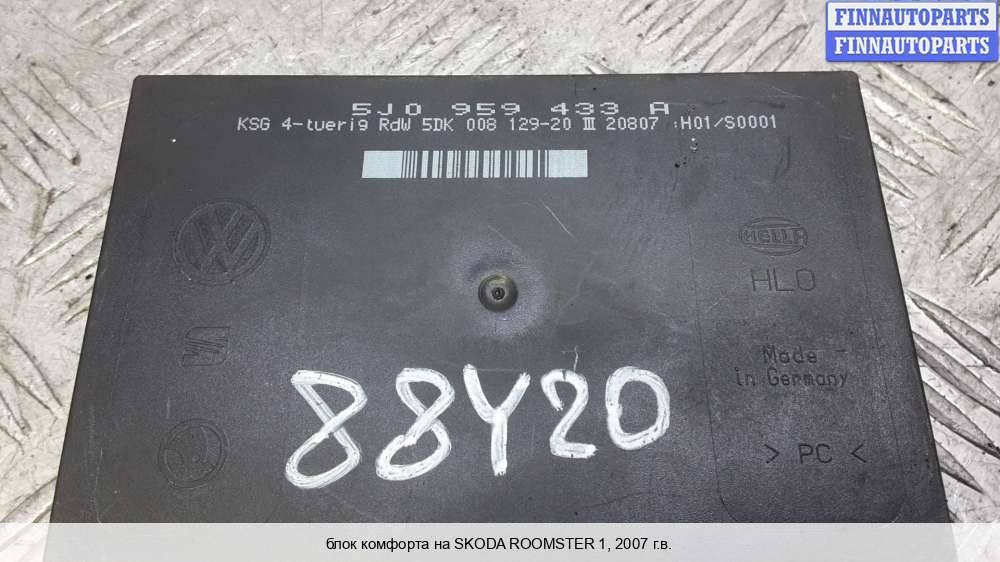 FINNAUTOPARTS
FINNAUTOPARTS
5J0 959 433 A
KSG 4-tuerig RdW 5DK 008 129-20 III 20807 :H01/S0001
HELLA
HLO
Made
in Germany
> PC <
88Y20
блок комфорта на SKODA ROOMSTER 1, 2007 г.в.